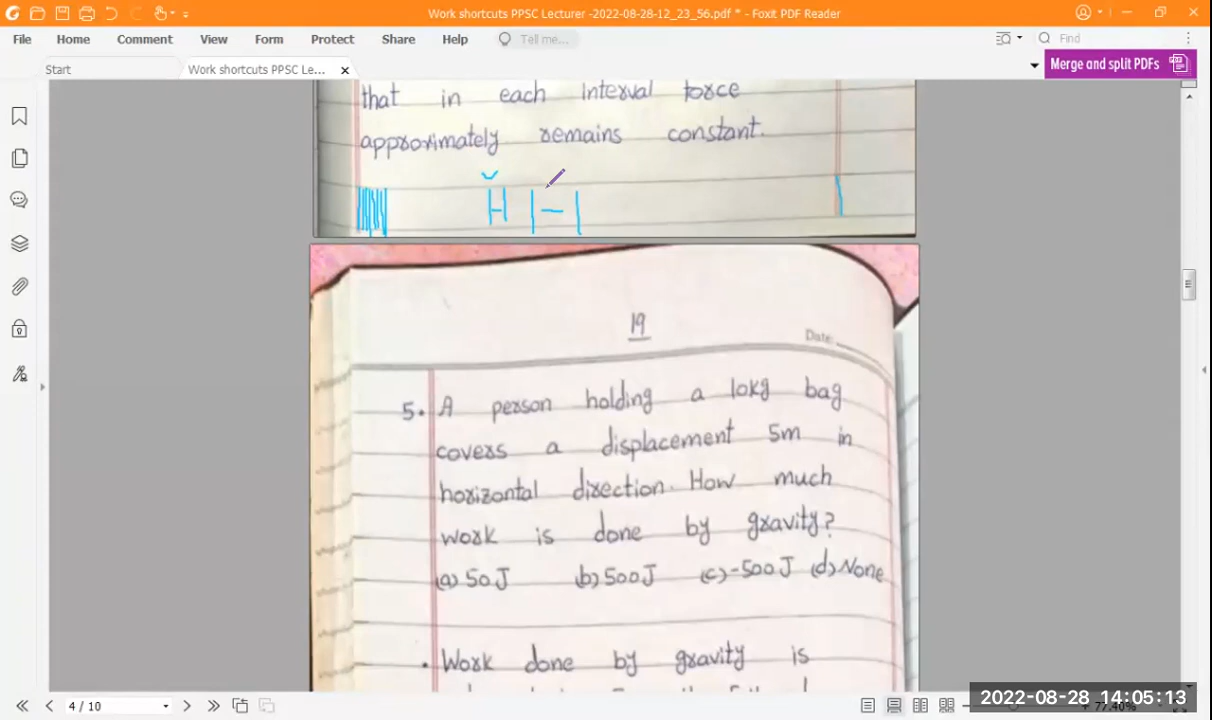 Work shortcuts PPSC Lecturer -2022-08-28-12_23_56.pdf * - Foxit PDF Reader
File Home Comment View Form Protect Share Help Tell me... Find
Start Work shortcuts PPSC Le... Merge and split PDFs
that in each interval force
approximately remains constant.
19
Date:
5. A person holding a 10kg bag
covers a displacement 5m in
horizontal direction. How much
work is done by gravity?
(a) 50J (b) 500J (c) -500J (d) None
. Work done by gravity is
4 / 10
2022-08-28 14:05:13
77.40%